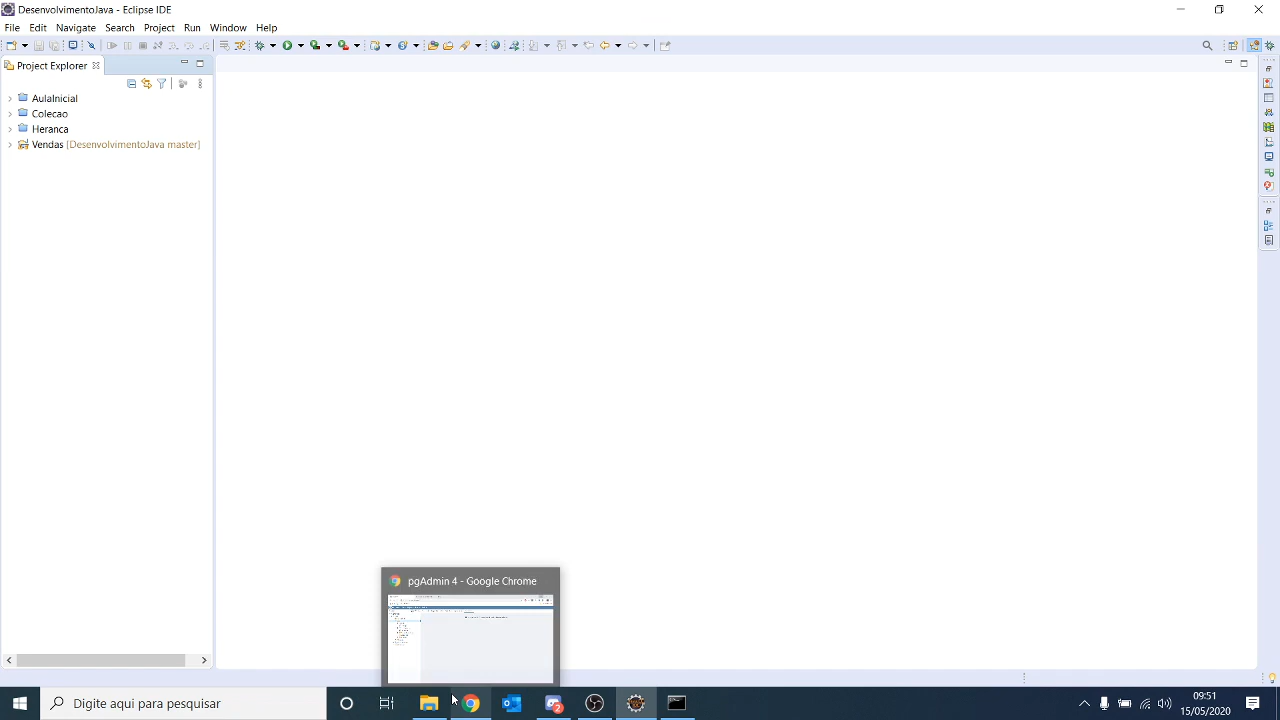 DesenvolvimentoJava - Eclipse IDE
File Edit Navigate Search Project Run Window Help
Project Explorer
AulaInicial
Colecao
Heranca
Vendas [DesenvolvimentoJava master]
pgAdmin 4 - Google Chrome
Digite aqui para pesquisar
09:51
15/05/2020